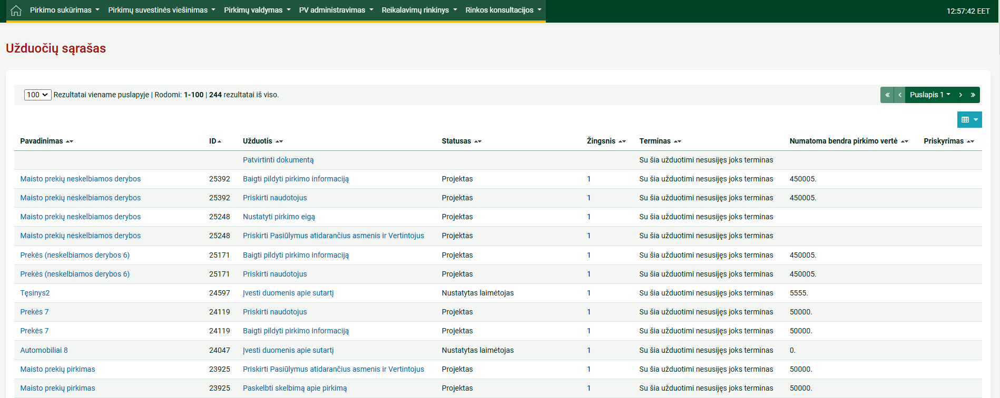 Pirkimo sukūrimas Pirkimų suvestinės viešinimas Pirkimų valdymas PV administravimas Reikalavimų rinkinys Rinkos konsultacijos 12:57:42 EET
Užduočių sąrašas
100 Rezultatai viename puslapyje | Rodomi: 1-100 | 244 rezultatai iš viso. « ‹ Puslapis 1 › »
Pavadinimas ID Užduotis Statusas Žingsnis Terminas Numatoma bendra pirkimo vertė Priskyrimas
Patvirtinti dokumentą Su šia užduotimi nesusijęs joks terminas
Maisto prekių neskelbiamos derybos 25392 Baigti pildyti pirkimo informaciją Projektas 1 Su šia užduotimi nesusijęs joks terminas 450005.
Maisto prekių neskelbiamos derybos 25392 Priskirti naudotojus Projektas 1 Su šia užduotimi nesusijęs joks terminas 450005.
Maisto prekių neskelbiamos derybos 25248 Nustatyti pirkimo eigą Projektas 1 Su šia užduotimi nesusijęs joks terminas
Maisto prekių neskelbiamos derybos 25248 Priskirti Pasiūlymus atidarančius asmenis ir Vertintojus Projektas 1 Su šia užduotimi nesusijęs joks terminas
Prekės (neskelbiamos derybos 6) 25171 Baigti pildyti pirkimo informaciją Projektas 1 Su šia užduotimi nesusijęs joks terminas 450005.
Prekės (neskelbiamos derybos 6) 25171 Priskirti naudotojus Projektas 1 Su šia užduotimi nesusijęs joks terminas 450005.
Tęsinys2 24597 Įvesti duomenis apie sutartį Nustatytas laimėtojas 1 Su šia užduotimi nesusijęs joks terminas 5555.
Prekės 7 24119 Priskirti naudotojus Projektas 1 Su šia užduotimi nesusijęs joks terminas 50000.
Prekės 7 24119 Baigti pildyti pirkimo informaciją Projektas 1 Su šia užduotimi nesusijęs joks terminas 50000.
Automobiliai 8 24047 Įvesti duomenis apie sutartį Nustatytas laimėtojas 1 Su šia užduotimi nesusijęs joks terminas 0.
Maisto prekių pirkimas 23925 Priskirti Pasiūlymus atidarančius asmenis ir Vertintojus Projektas 1 Su šia užduotimi nesusijęs joks terminas 50000.
Maisto prekių pirkimas 23925 Paskelbti skelbimą apie pirkimą Projektas 1 Su šia užduotimi nesusijęs joks terminas 50000.